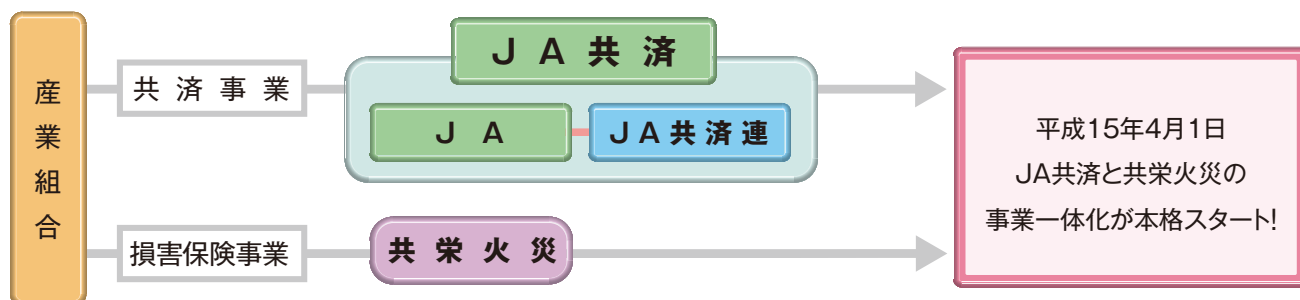 産業組合
共済事業
JA共済
JA
JA共済連
損害保険事業
共栄火災
平成15年4月1日
JA共済と共栄火災の
事業一体化が本格スタート!